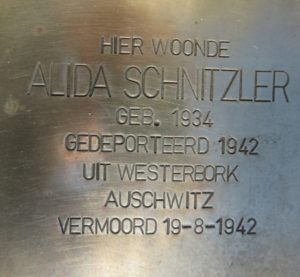 HIER WOONDE
ALIDA SCHNITZLER
GEB. 1934
GEDEPORTEERD 1942
UIT WESTERBORK
AUSCHWITZ
VERMOORD 19-8-1942